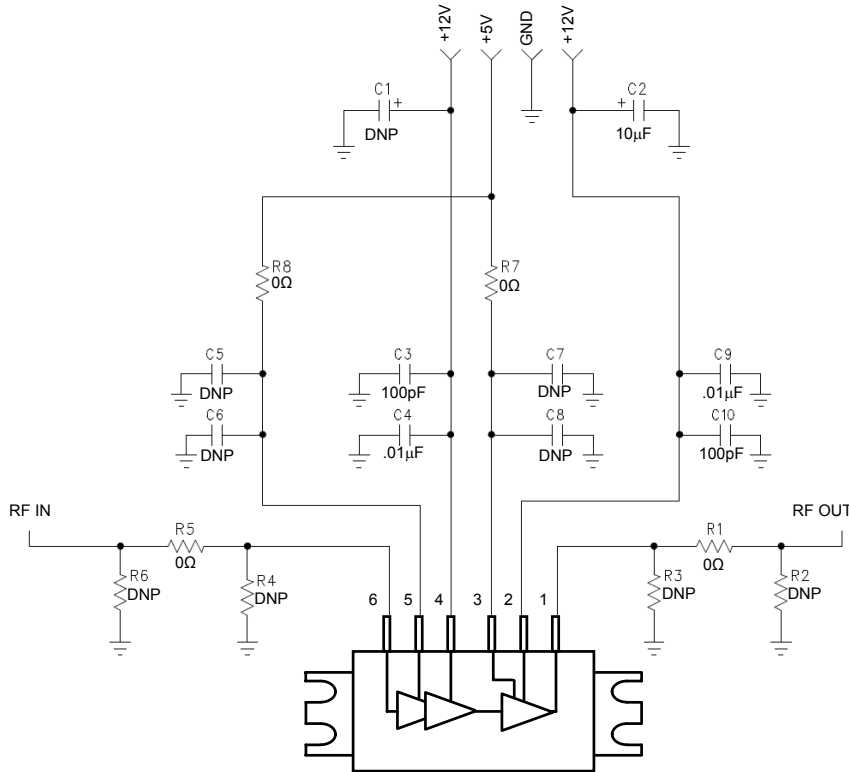 +12V
+5V
GND
+12V
C1
+
DNP
C2
+
10µF
R8
0Ω
R7
0Ω
C5
DNP
C3
100pF
C7
DNP
C9
.01µF
C6
DNP
C4
.01µF
C8
DNP
C10
100pF
RF IN
R5
0Ω
R1
0Ω
RF OUT
R6
DNP
R4
DNP
R3
DNP
R2
DNP
6 5 4 3 2 1